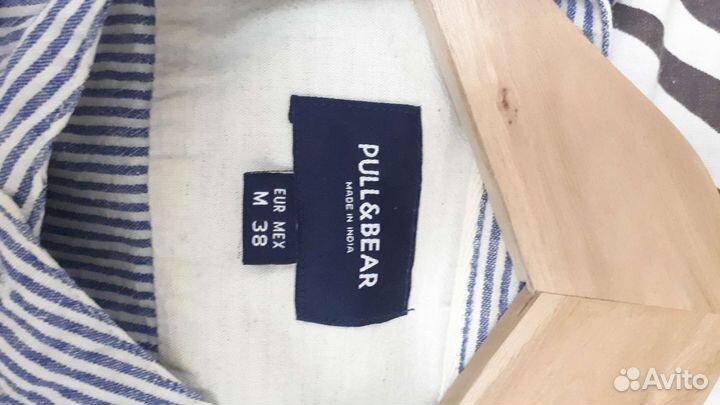 PULL&BEAR
MADE IN
INDIA
EUR MEX
M 38
Avito